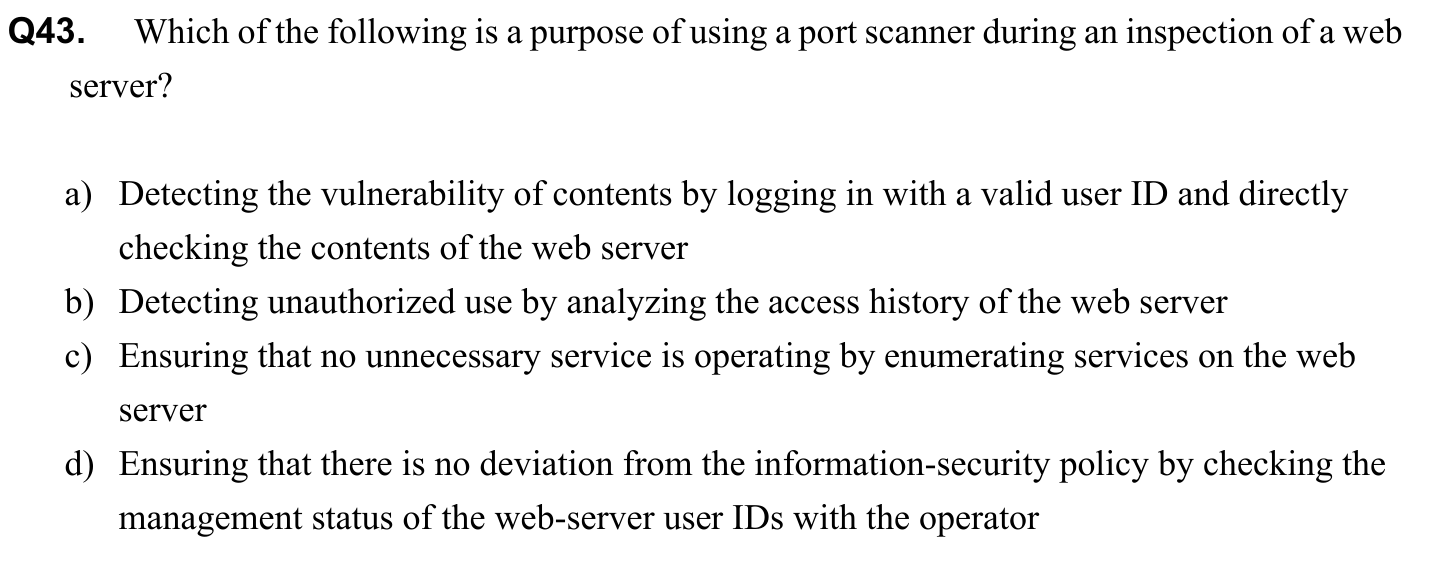 Q43. Which of the following is a purpose of using a port scanner during an inspection of a web
server?
a) Detecting the vulnerability of contents by logging in with a valid user ID and directly
checking the contents of the web server
b) Detecting unauthorized use by analyzing the access history of the web server
c) Ensuring that no unnecessary service is operating by enumerating services on the web
server
d) Ensuring that there is no deviation from the information-security policy by checking the
management status of the web-server user IDs with the operator